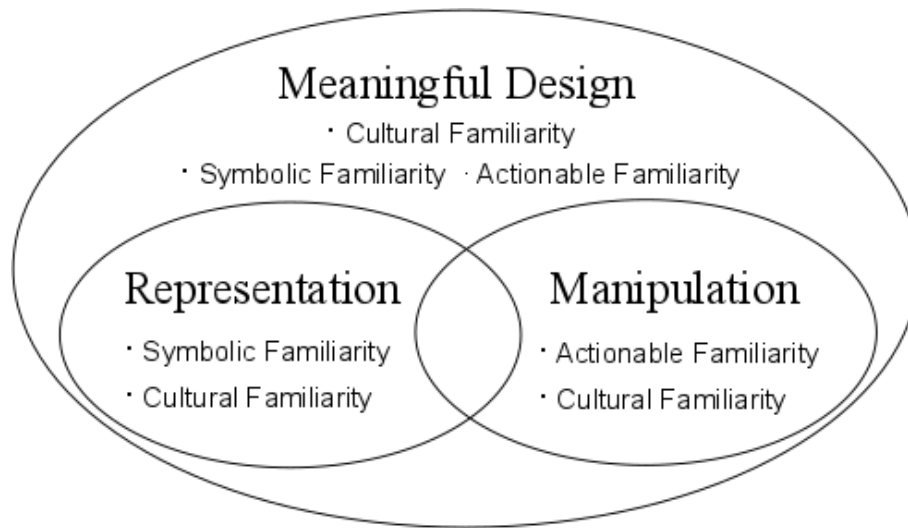 Meaningful Design
· Cultural Familiarity
· Symbolic Familiarity · Actionable Familiarity
Representation
· Symbolic Familiarity
· Cultural Familiarity
Manipulation
· Actionable Familiarity
· Cultural Familiarity